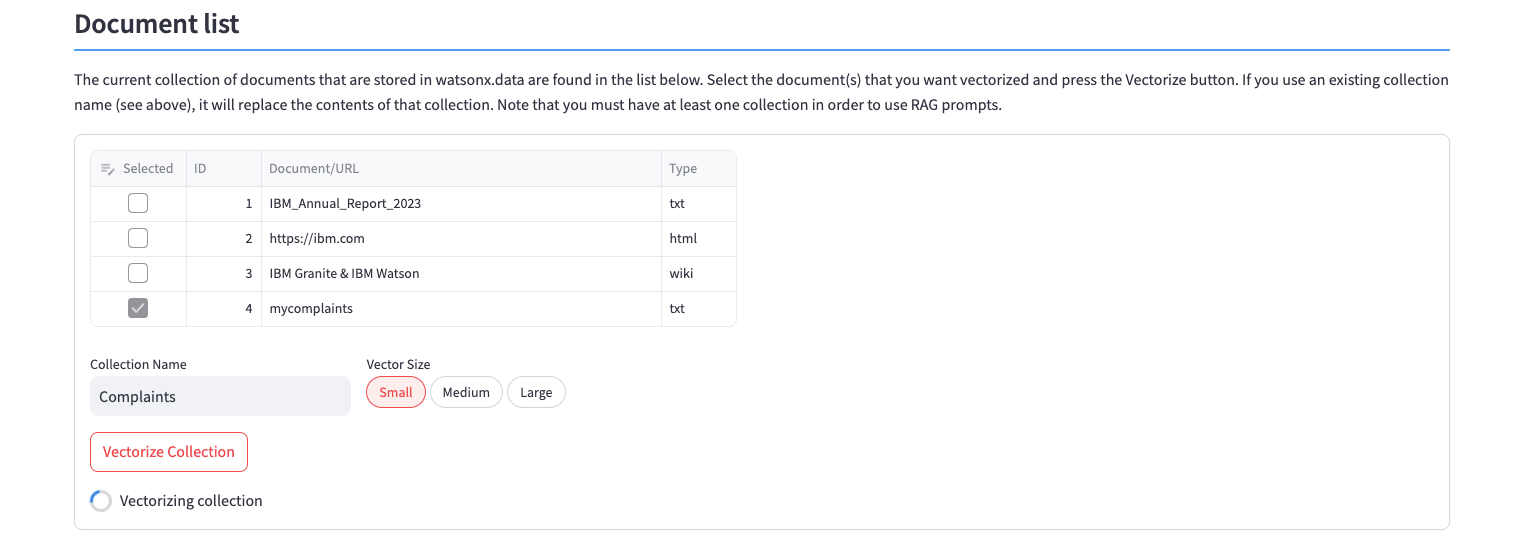 Document list
The current collection of documents that are stored in watsonx.data are found in the list below. Select the document(s) that you want vectorized and press the Vectorize button. If you use an existing collection
name (see above), it will replace the contents of that collection. Note that you must have at least one collection in order to use RAG prompts.
Selected ID Document/URL Type
1 IBM_Annual_Report_2023 txt
2 https://ibm.com html
3 IBM Granite & IBM Watson wiki
4 mycomplaints txt
Collection Name Vector Size
Complaints Small Medium Large
Vectorize Collection
Vectorizing collection